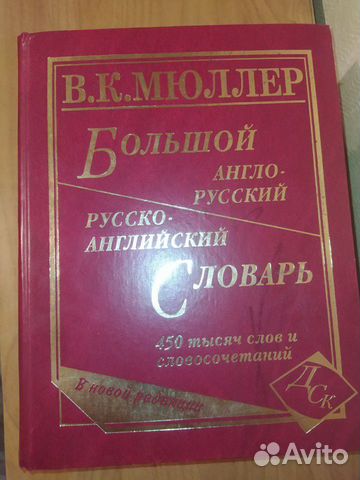 В.К.МЮЛЛЕР
БОЛЬШОЙ
АНГЛО-
РУССКИЙ
РУССКО-
АНГЛИЙСКИЙ
СЛОВАРЬ
450 тысяч слов и
словосочетаний
В новой редакции
ДСК
Avito